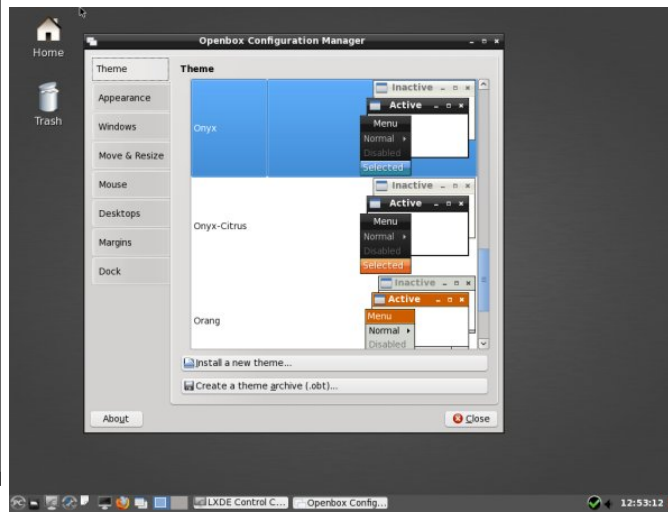 Home
Trash
Openbox Configuration Manager
Theme
Appearance
Windows
Move & Resize
Mouse
Desktops
Margins
Dock
Theme
Onyx
Inactive
Active
Menu
Normal
Disabled
Selected
Onyx-Citrus
Inactive
Active
Menu
Normal
Disabled
Selected
Orang
Inactive
Active
Menu
Normal
Disabled
Install a new theme...
Create a theme archive (.obt)...
About
Close
LXDE Control C...
Openbox Config...
12:53:12